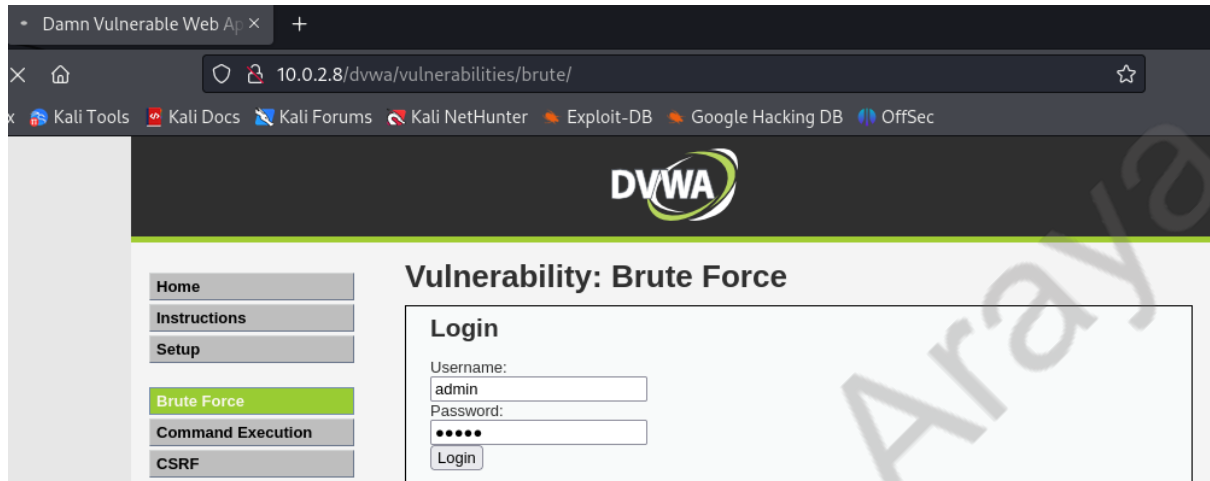 Damn Vulnerable Web Ap
10.0.2.8/dvwa/vulnerabilities/brute/
x Kali Tools Kali Docs Kali Forums Kali NetHunter Exploit-DB Google Hacking DB OffSec
DVWA
Vulnerability: Brute Force
Home
Instructions
Setup
Brute Force
Command Execution
CSRF
Login
Username:
admin
Password:
•••••
Login
Araya